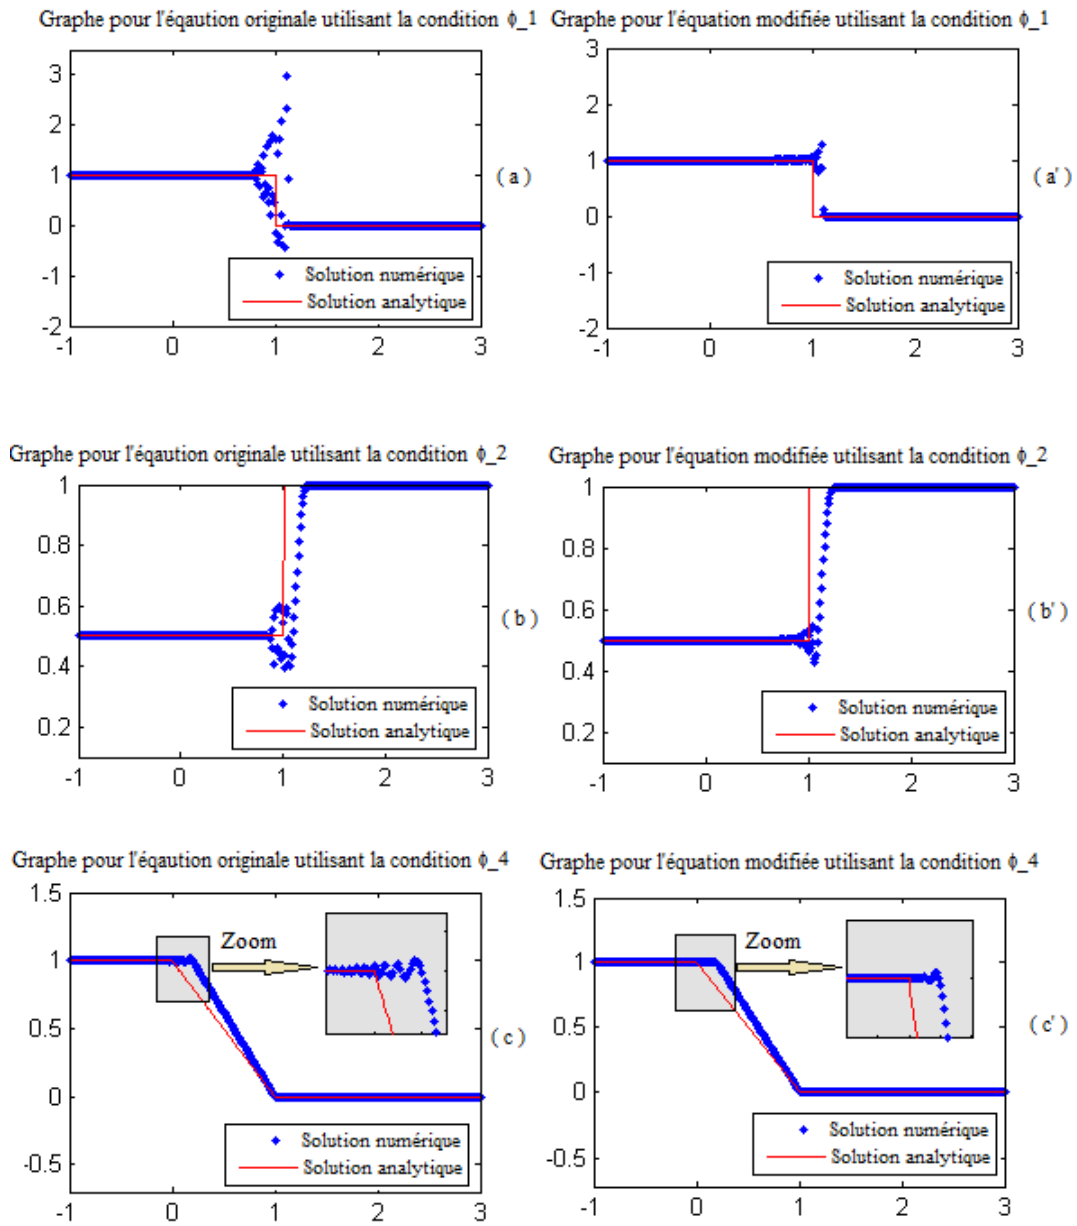 Graphe pour l'éqaution originale utilisant la condition ϕ_1
Graphe pour l'équation modifiée utilisant la condition ϕ_1
3
2
1
0
-1
-2
-1
0
1
2
3
( a )
Solution numérique
Solution analytique
3
2
1
0
-1
-2
-1
0
1
2
3
( a' )
Solution numérique
Solution analytique
Graphe pour l'éqaution originale utilisant la condition ϕ_2
Graphe pour l'équation modifiée utilisant la condition ϕ_2
1
0.8
0.6
0.4
0.2
-1
0
1
2
3
( b )
Solution numérique
Solution analytique
1
0.8
0.6
0.4
0.2
-1
0
1
2
3
( b' )
Solution numérique
Solution analytique
Graphe pour l'éqaution originale utilisant la condition ϕ_4
Graphe pour l'équation modifiée utilisant la condition ϕ_4
1.5
1
0.5
0
-0.5
-1
0
1
2
3
Zoom
( c )
Solution numérique
Solution analytique
1.5
1
0.5
0
-0.5
-1
0
1
2
3
Zoom
( c' )
Solution numérique
Solution analytique